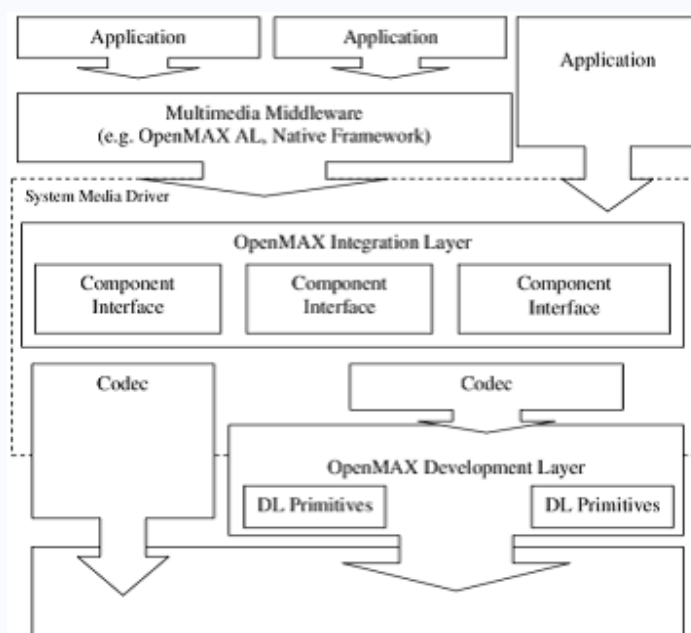 Application
Application
Application
Multimedia Middleware
(e.g. OpenMAX AL, Native Framework)
System Media Driver
OpenMAX Integration Layer
Component
Interface
Component
Interface
Component
Interface
Codec
Codec
OpenMAX Development Layer
DL Primitives
DL Primitives